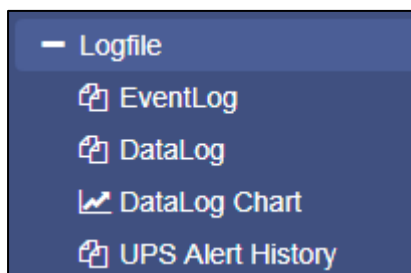 Logfile
EventLog
DataLog
DataLog Chart
UPS Alert History